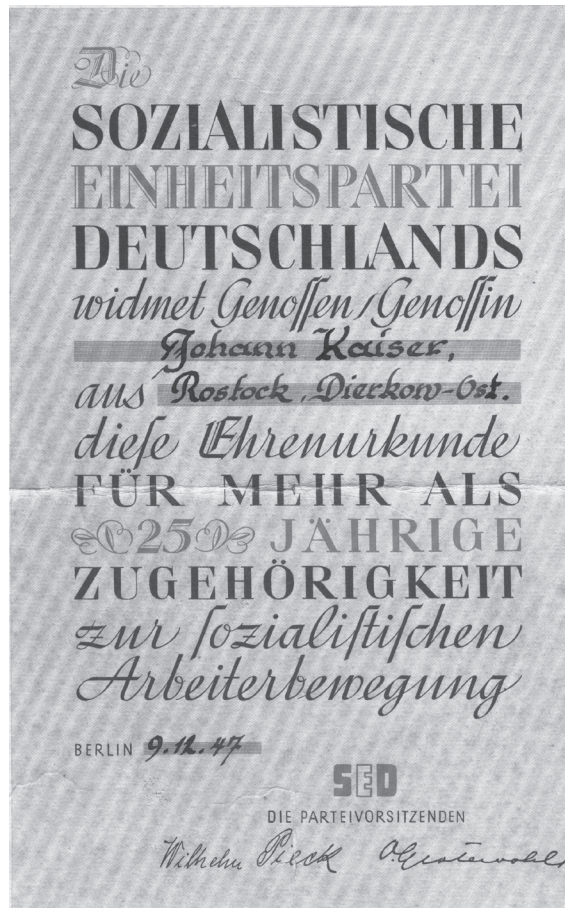 Die
SOZIALISTISCHE
EINHEITSPARTEI
DEUTSCHLANDS
widmet Genoſſen/Genoſſin
Johann Kaiser,
aus Rostock, Dierkow-Ost.
dieſe Ehrenurkunde
FÜR MEHR ALS
25 JÄHRIGE
ZUGEHÖRIGKEIT
zur ſozialiſtiſchen
Arbeiterbewegung
BERLIN 9.12.47
SED
DIE PARTEIVORSITZENDEN
Wilhelm Pieck O Grotewohl